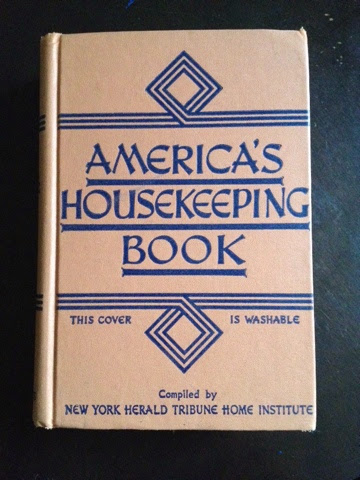 AMERICA'S
HOUSEKEEPING
BOOK
THIS COVER IS WASHABLE
Compiled by
NEW YORK HERALD TRIBUNE HOME INSTITUTE